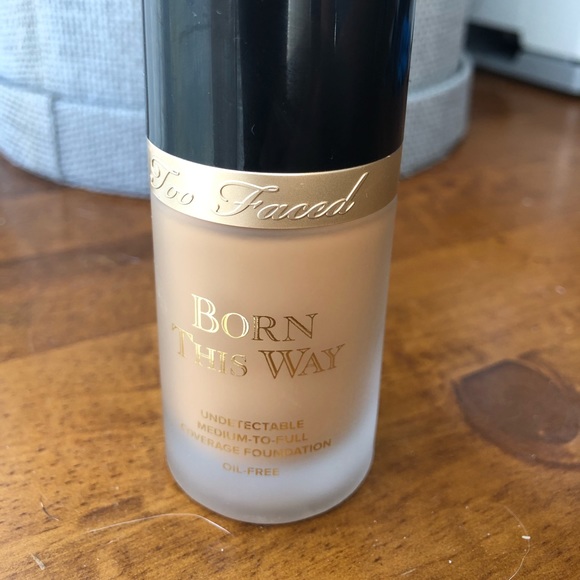 Too Faced
BORN
THIS WAY
UNDETECTABLE
MEDIUM-TO-FULL
COVERAGE FOUNDATION
OIL-FREE